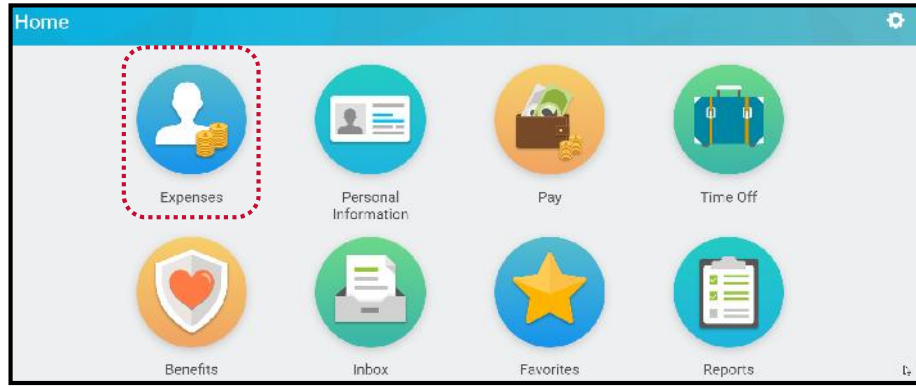 Home
Expenses
Personal
Information
Pay
Time Off
Benefits
Inbox
Favorites
Reports